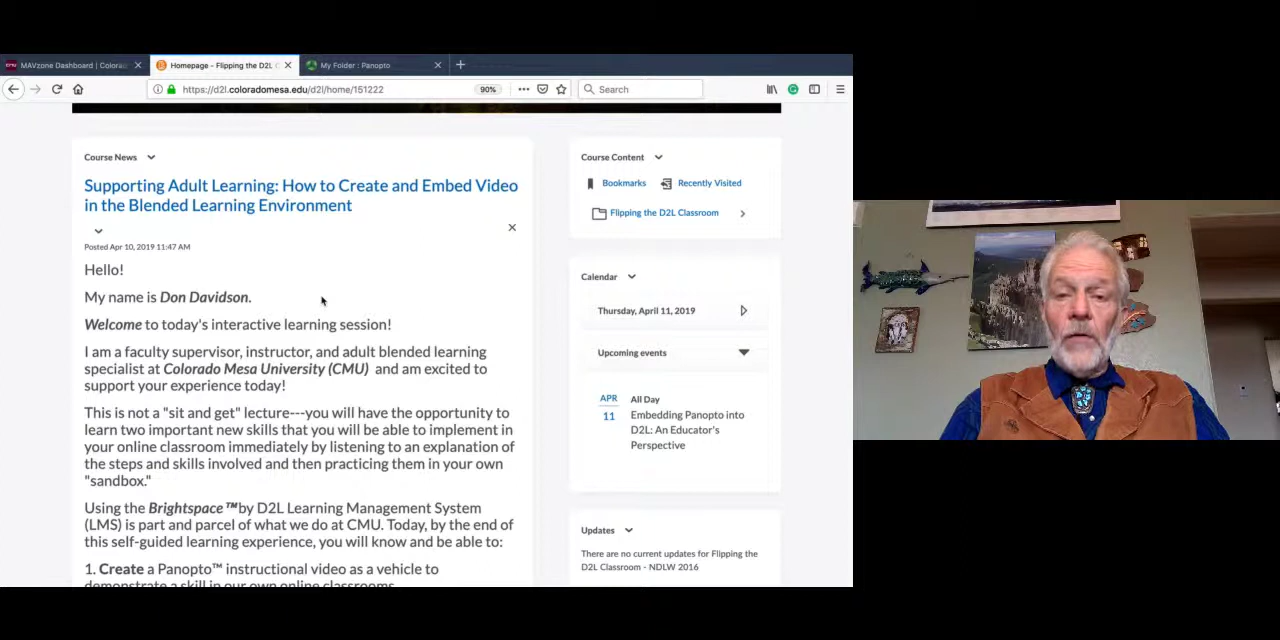 MAVzone Dashboard | Colorad
Homepage - Flipping the D2L C
My Folder : Panopto
https://d2l.coloradomesa.edu/d2l/home/151222
90%
Search
Course News
Supporting Adult Learning: How to Create and Embed Video
in the Blended Learning Environment
Posted Apr 10, 2019 11:47 AM
Hello!
My name is Don Davidson.
Welcome to today's interactive learning session!
I am a faculty supervisor, instructor, and adult blended learning
specialist at Colorado Mesa University (CMU) and am excited to
support your experience today!
This is not a "sit and get" lecture---you will have the opportunity to
learn two important new skills that you will be able to implement in
your online classroom immediately by listening to an explanation of
the steps and skills involved and then practicing them in your own
"sandbox."
Using the Brightspace™by D2L Learning Management System
(LMS) is part and parcel of what we do at CMU. Today, by the end of
this self-guided learning experience, you will know and be able to:
1. Create a Panopto™ instructional video as a vehicle to
demonstrate a skill in our own online classrooms
Course Content
Bookmarks
Recently Visited
Flipping the D2L Classroom
Calendar
Thursday, April 11, 2019
Upcoming events
APR
11
All Day
Embedding Panopto into
D2L: An Educator's
Perspective
Updates
There are no current updates for Flipping the
D2L Classroom - NDLW 2016